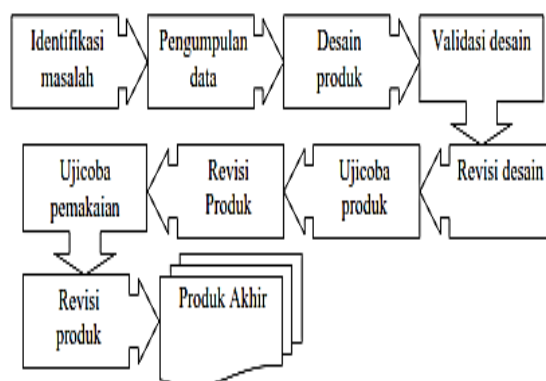 Identifikasi
masalah
Pengumpulan
data
Desain
produk
Validasi desain
Revisi desain
Ujicoba
produk
Revisi
Produk
Ujicoba
pemakaian
Revisi
produk
Produk Akhir